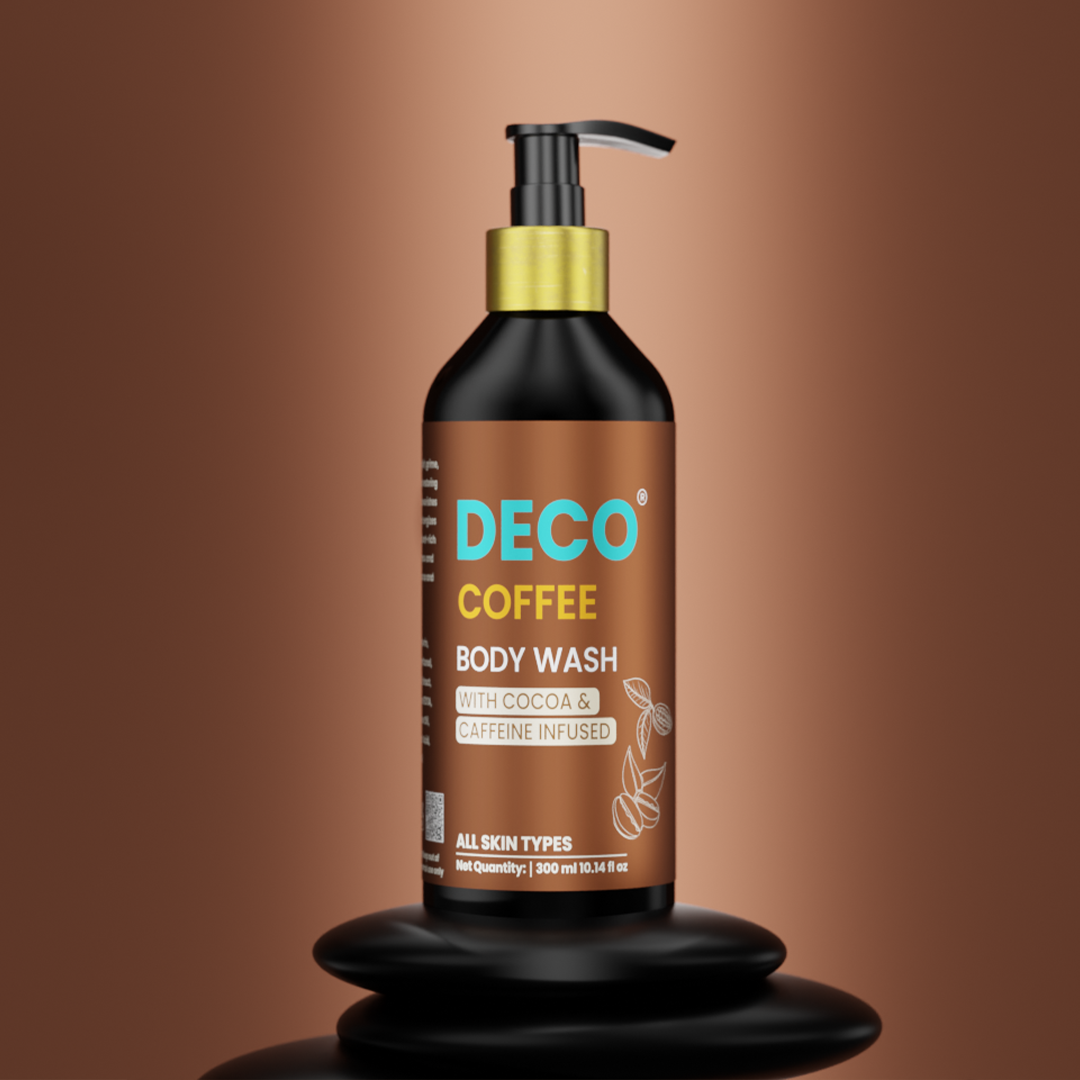 DECO®
COFFEE
BODY WASH
WITH COCOA &
CAFFEINE INFUSED
ALL SKIN TYPES
Net Quantity: | 300 ml 10.14 fl oz